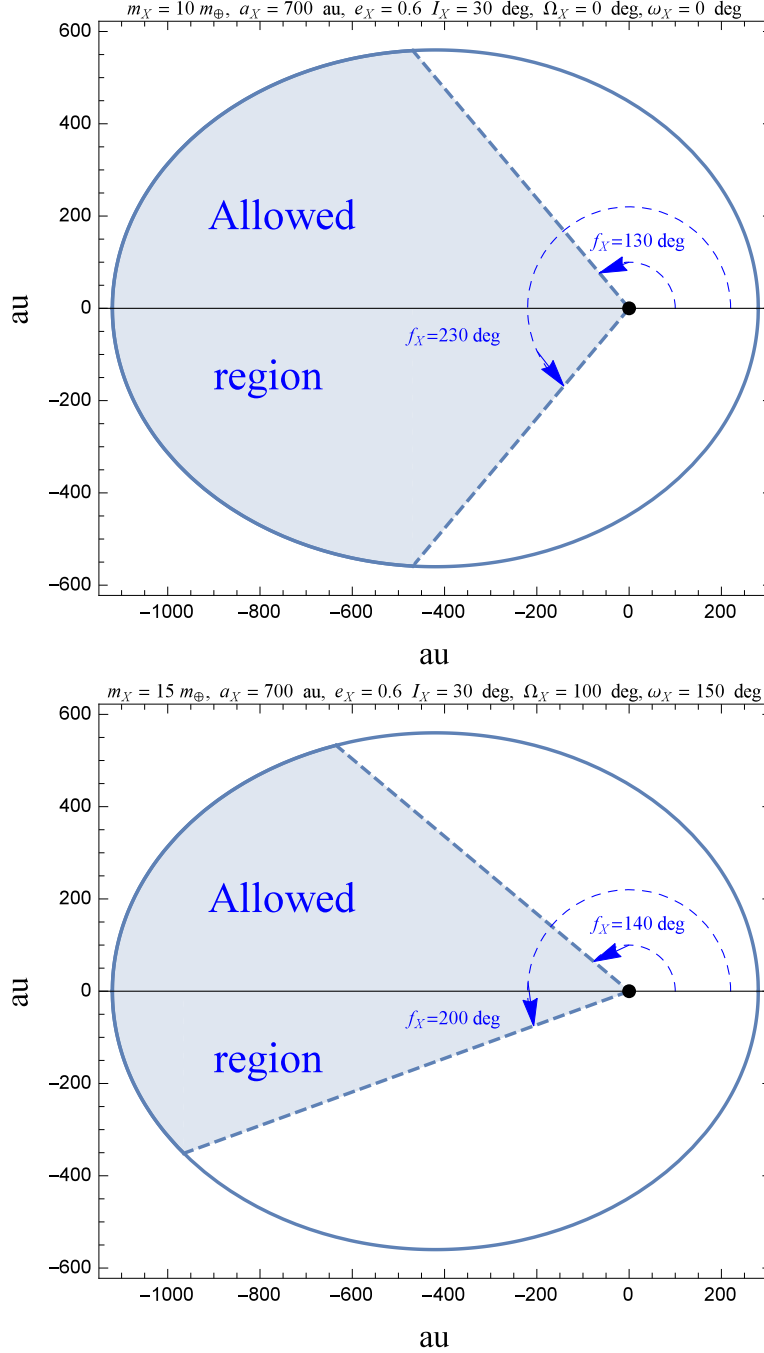 m_X = 10 m_⊕, a_X = 700 au, e_X = 0.6 I_X = 30 deg, Ω_X = 0 deg, ω_X = 0 deg
600
400
Allowed
200
f_X=130 deg
au
0
f_X=230 deg
region
−200
−400
−600
−1000 −800 −600 −400 −200 0 200
au
m_X = 15 m_⊕, a_X = 700 au, e_X = 0.6 I_X = 30 deg, Ω_X = 100 deg, ω_X = 150 deg
600
400
Allowed
200
f_X=140 deg
au
0
f_X=200 deg
region
−200
−400
−600
−1000 −800 −600 −400 −200 0 200
au